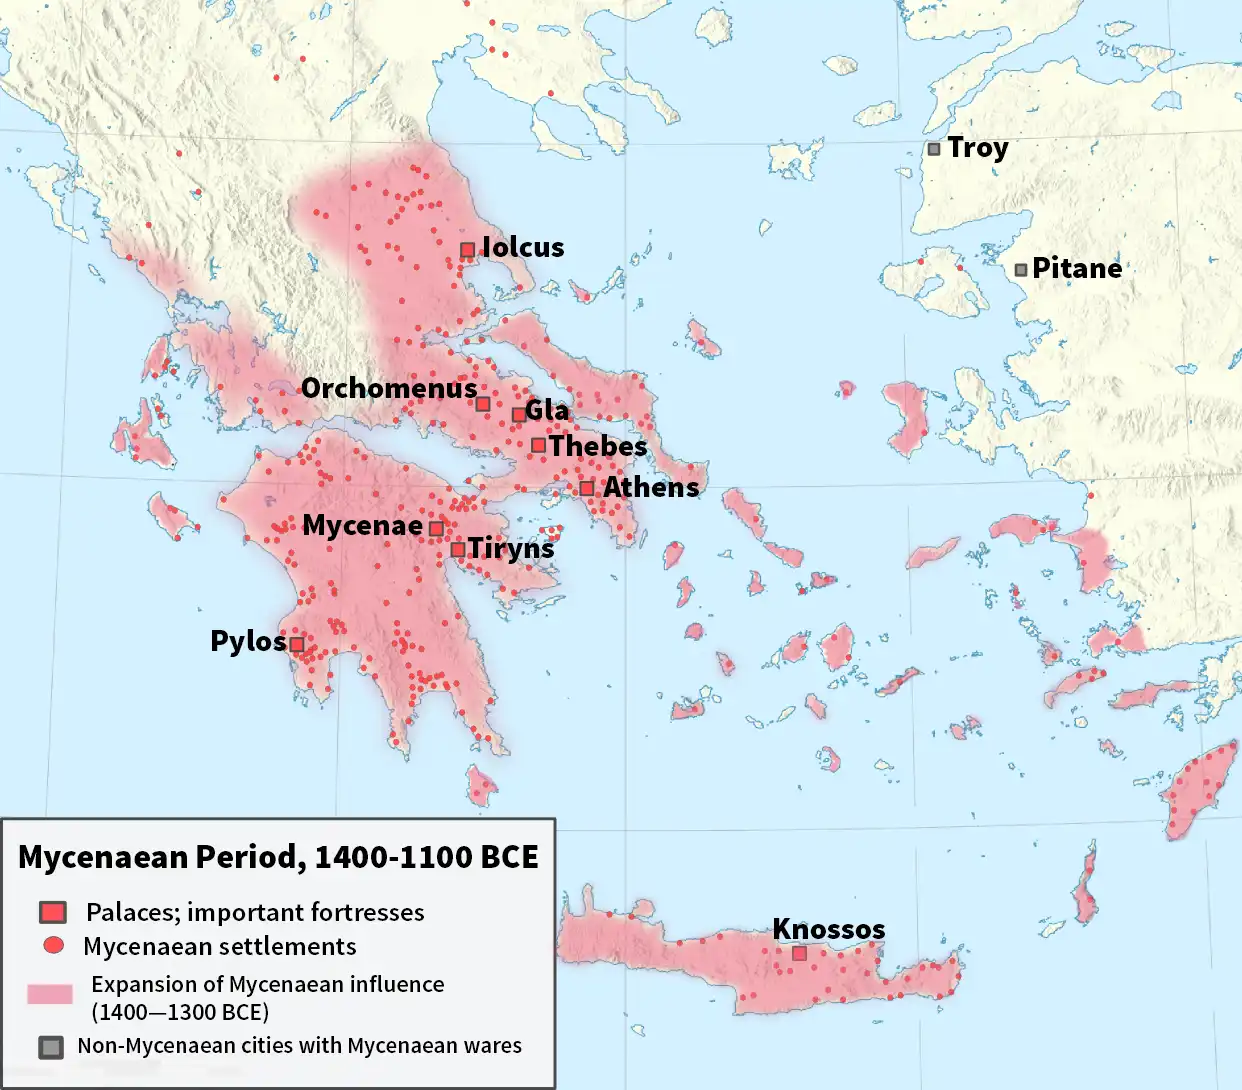 Troy
Iolcus
Pitane
Orchomenus
Gla
Thebes
Athens
Mycenae
Tiryns
Pylos
Knossos
Mycenaean Period, 1400-1100 BCE
Palaces; important fortresses
Mycenaean settlements
Expansion of Mycenaean influence
(1400—1300 BCE)
Non-Mycenaean cities with Mycenaean wares